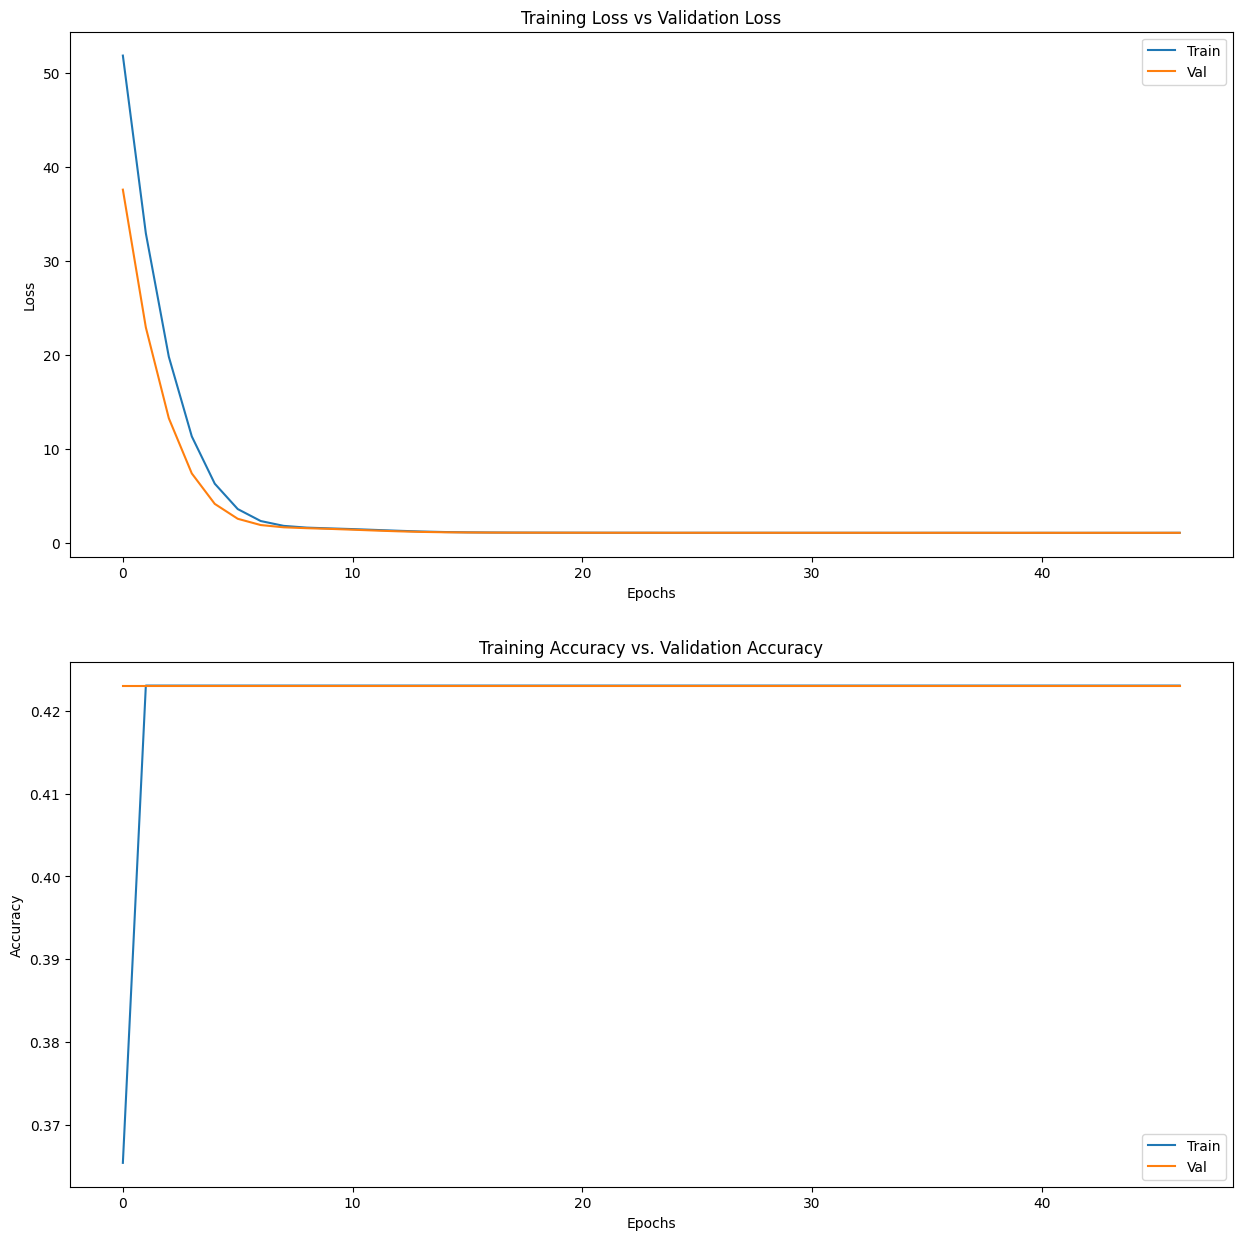 Training Loss vs Validation Loss
Train
Val
50
40
30
20
10
0
Loss
0 10 20 30 40
Epochs
Training Accuracy vs. Validation Accuracy
0.42
0.41
0.40
0.39
0.38
0.37
Accuracy
Train
Val
0 10 20 30 40
Epochs